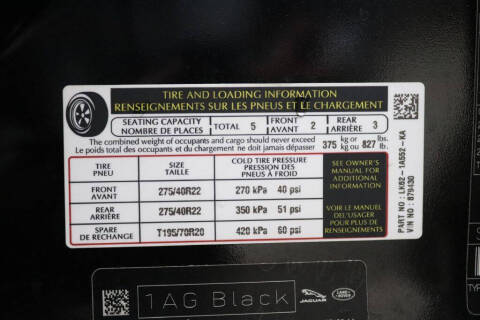 TIRE AND LOADING INFORMATION
RENSEIGNEMENTS SUR LES PNEUS ET LE CHARGEMENT
SEATING CAPACITY
NOMBRE DE PLACES
TOTAL 5
FRONT
AVANT 2
REAR
ARRIÈRE 3
The combined weight of occupants and cargo should never exceed
Le poids total des occupants et du chargement ne doit jamais dépasser
375 kg or
kg ou 827 lbs.
lb.
TIRE
PNEU
SIZE
TAILLE
COLD TIRE PRESSURE
PRESSION DES
PNEUS À FROID
SEE OWNER'S
MANUAL FOR
ADDITIONAL
INFORMATION
FRONT
AVANT
275/40R22
270 kPa 40 psi
REAR
ARRIÈRE
275/40R22
350 kPa 51 psi
VOIR LE MANUEL
DEL'USAGER
POUR PLUS DE
RENSEIGNEMENTS
SPARE
DE RECHANGE
T195/70R20
420 kPa 60 psi
PART NO : LK62-1A552-KA
VIN NO : 879430
1AG Black
JAGUAR
LAND
ROVER